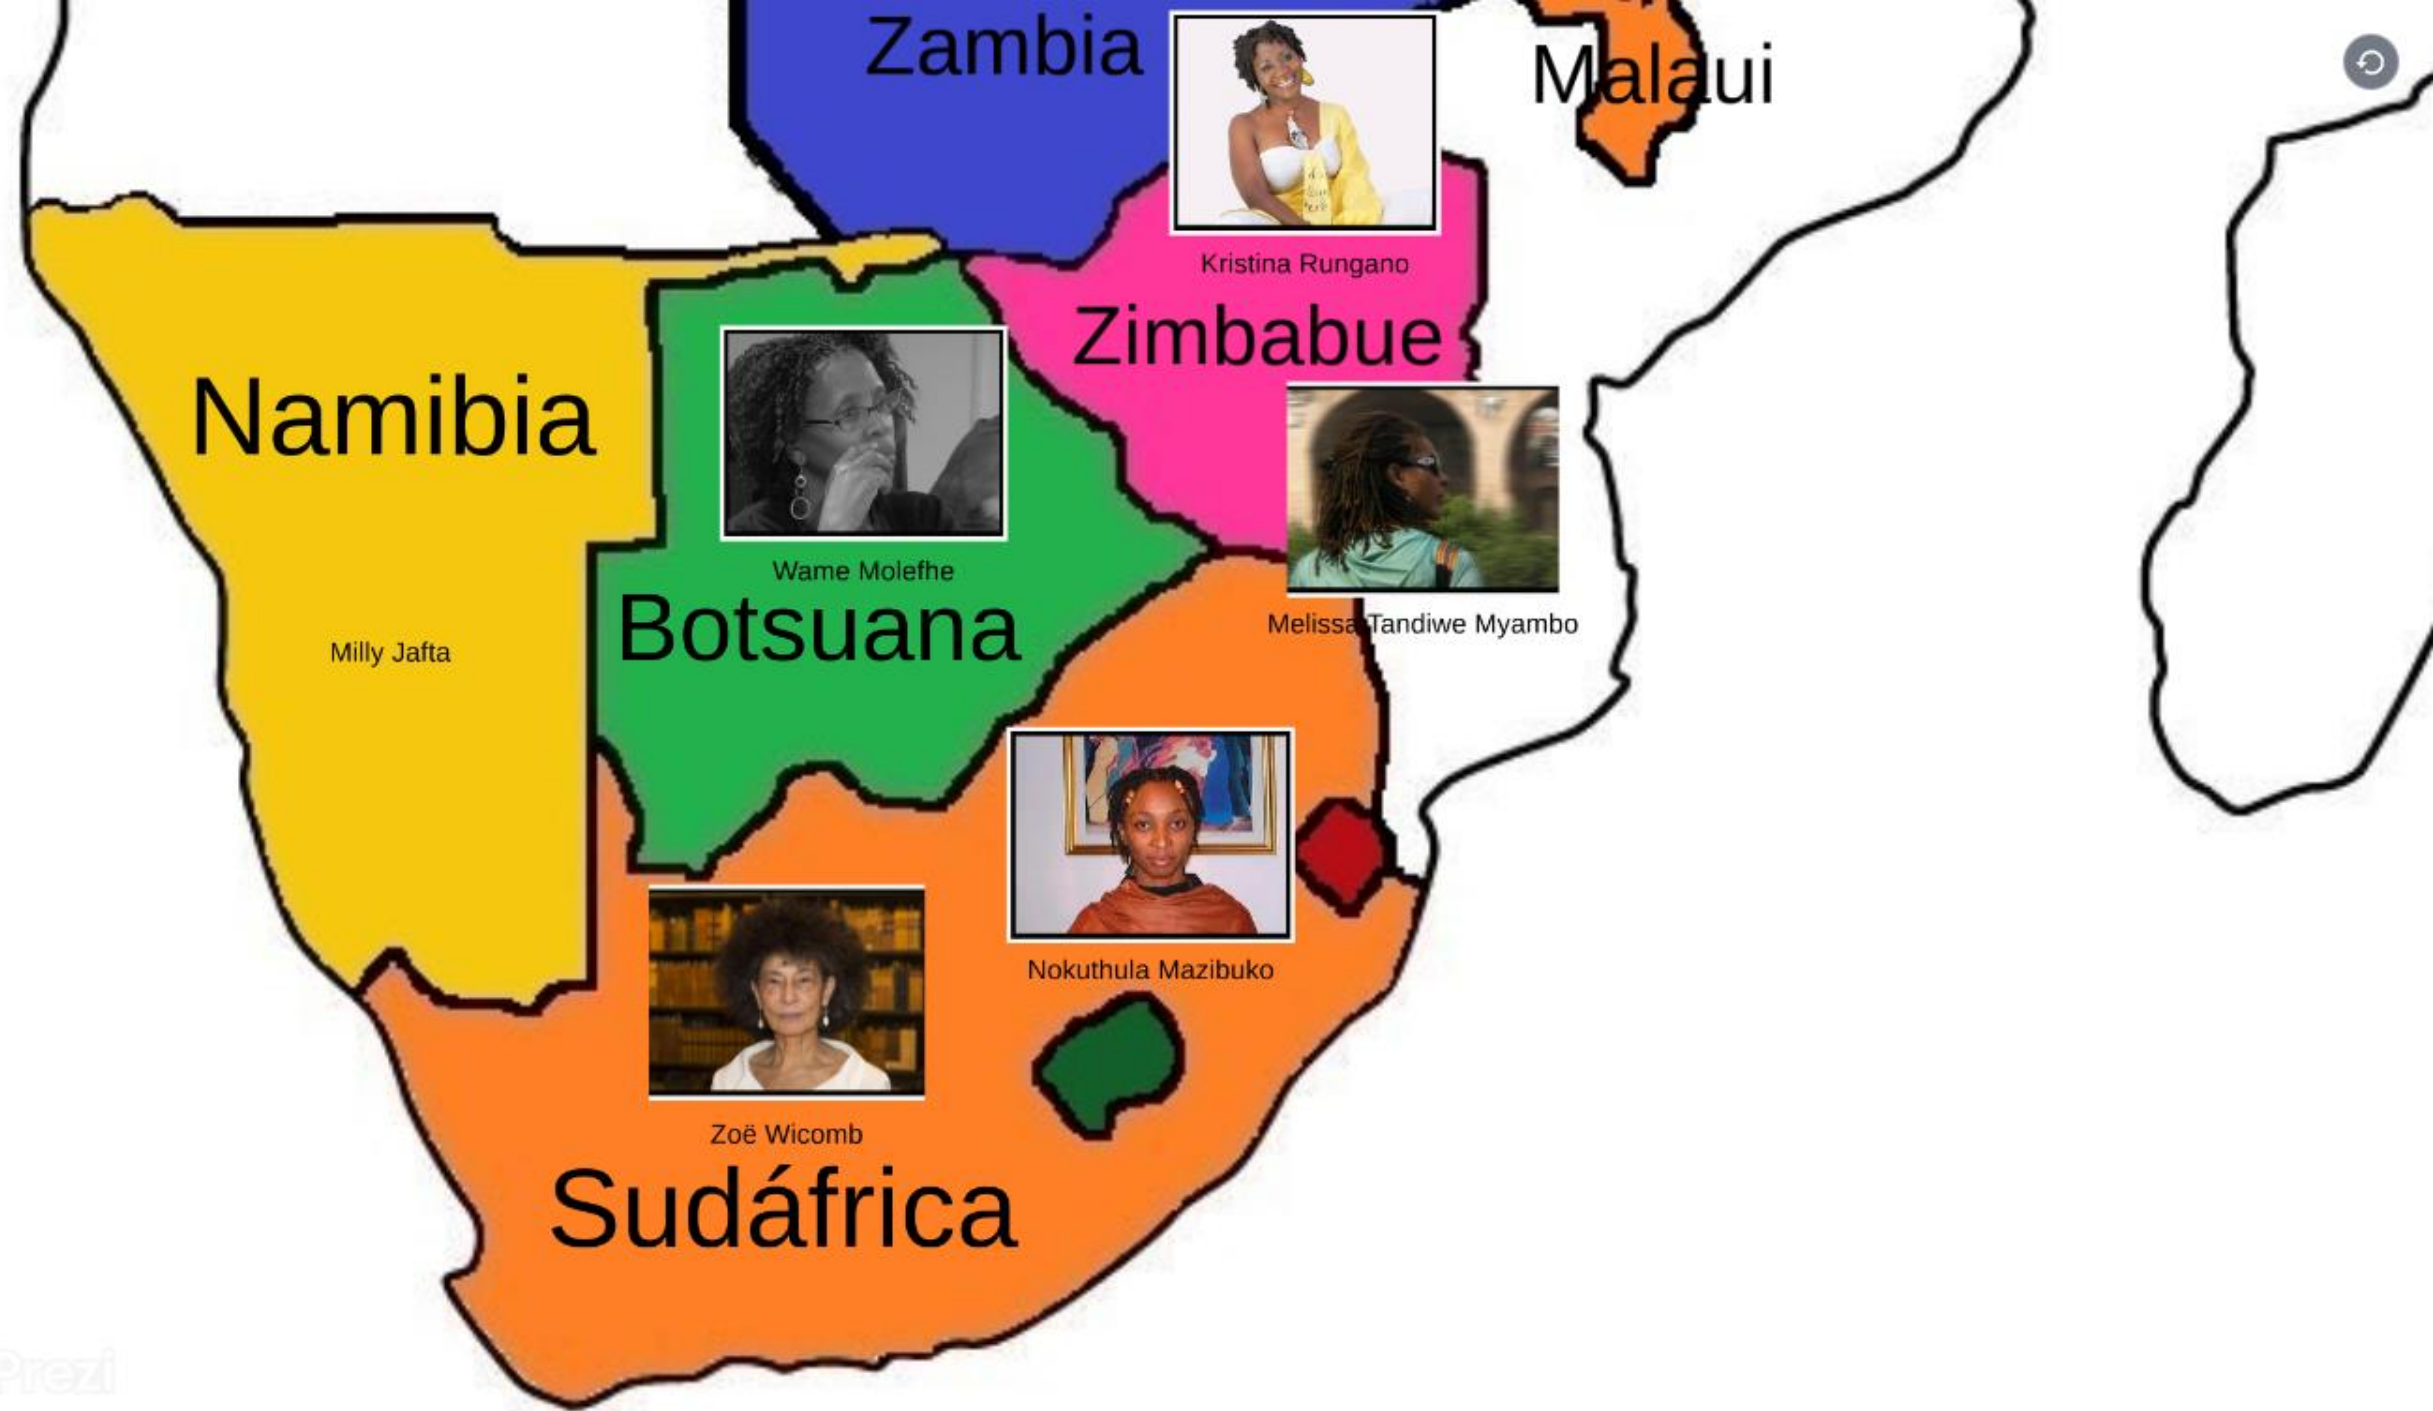 Zambia
Malaui
Kristina Rungano
Zimbabue
Namibia
Wame Molefhe
Botsuana
Melissa Tandiwe Myambo
Milly Jafta
Nokuthula Mazibuko
Zoë Wicomb
Sudáfrica
Prezi